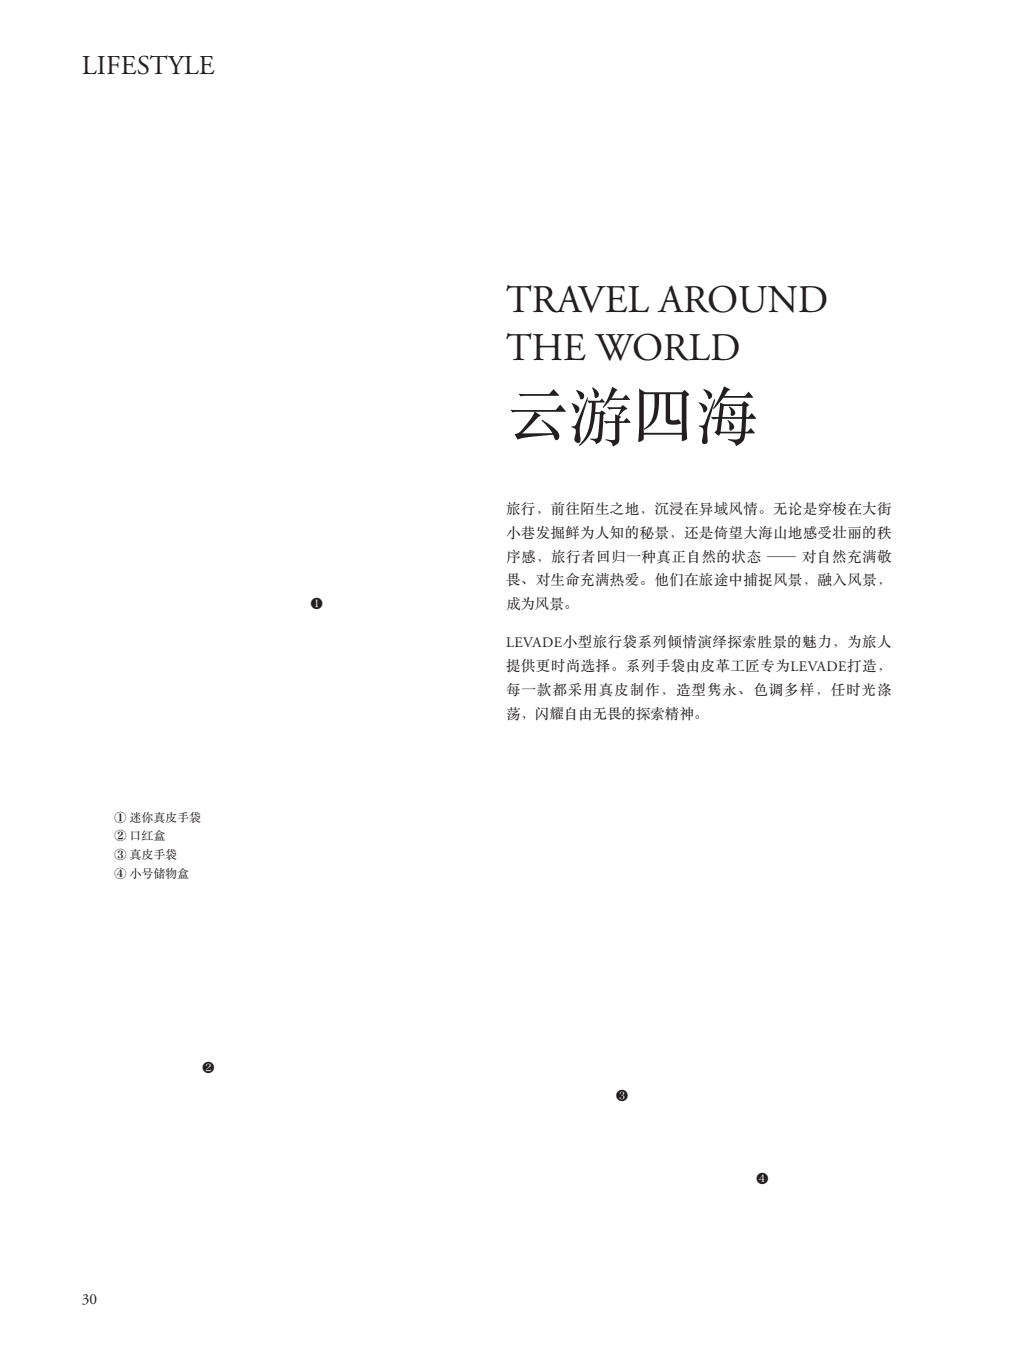 LIFESTYLE
TRAVEL AROUND
THE WORLD
云游四海
旅行，前往陌生之地，沉浸在异域风情。无论是穿梭在大街
小巷发掘鲜为人知的秘景，还是倚望大海山地感受壮丽的秩
序感，旅行者回归一种真正自然的状态 —— 对自然充满敬
畏、对生命充满热爱。他们在旅途中捕捉风景，融入风景，
成为风景。
LEVADE小型旅行袋系列倾情演绎探索胜景的魅力，为旅人
提供更时尚选择。系列手袋由皮革工匠专为LEVADE打造，
每一款都采用真皮制作，造型隽永、色调多样，任时光涤
荡，闪耀自由无畏的探索精神。
❶
① 迷你真皮手袋
② 口红盒
③ 真皮手袋
④ 小号储物盒
❷
❸
❹
30